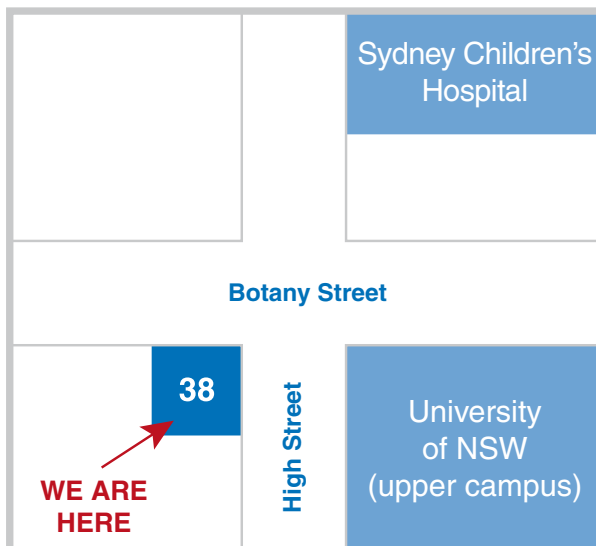 Sydney Children's
Hospital
Botany Street
38
High Street
University
of NSW
(upper campus)
WE ARE
HERE